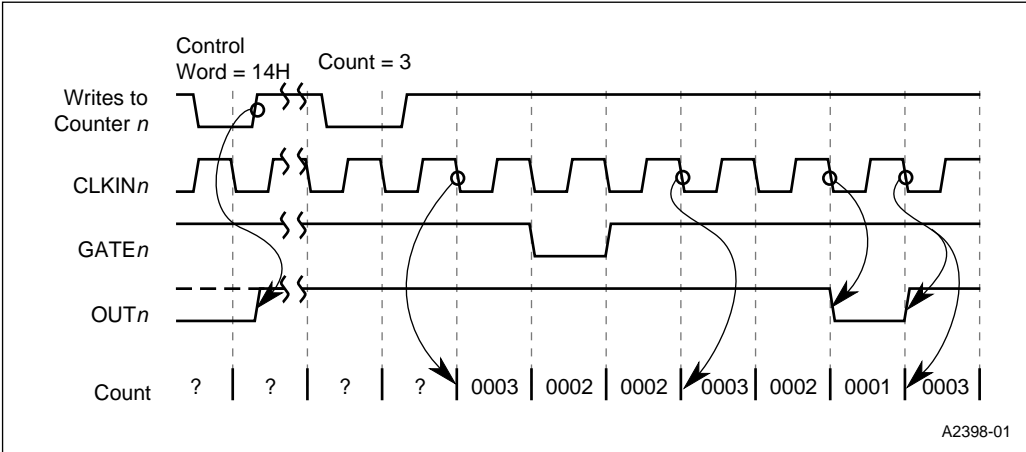 Control
Word = 14H
Count = 3
Writes to
Counter n
CLKINn
GATEn
OUTn
Count ? ? ? ? 0003 0002 0002 0003 0002 0001 0003
A2398-01